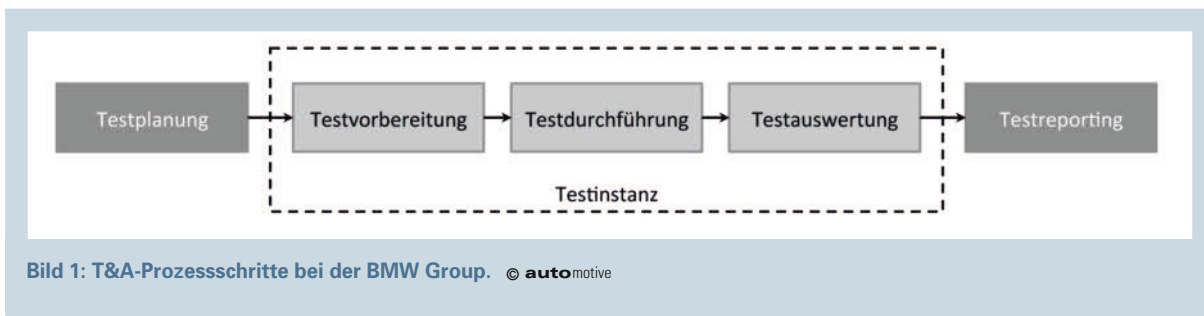 Testplanung
Testvorbereitung
Testdurchführung
Testauswertung
Testreporting
Testinstanz
Bild 1: T&A-Prozessschritte bei der BMW Group. © automotive